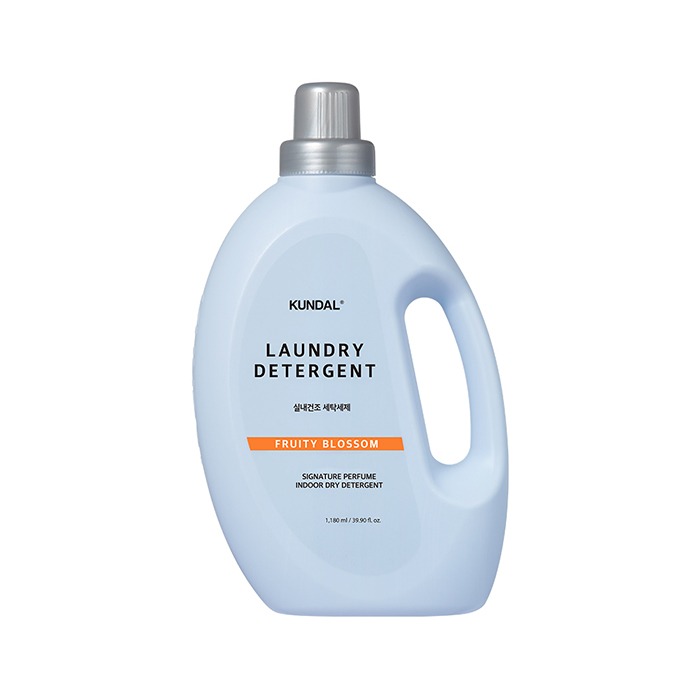 KUNDAL®
LAUNDRY
DETERGENT
실내건조 세탁세제
FRUITY BLOSSOM
SIGNATURE PERFUME
INDOOR DRY DETERGENT
1,180 ml / 39.90 fl. oz.